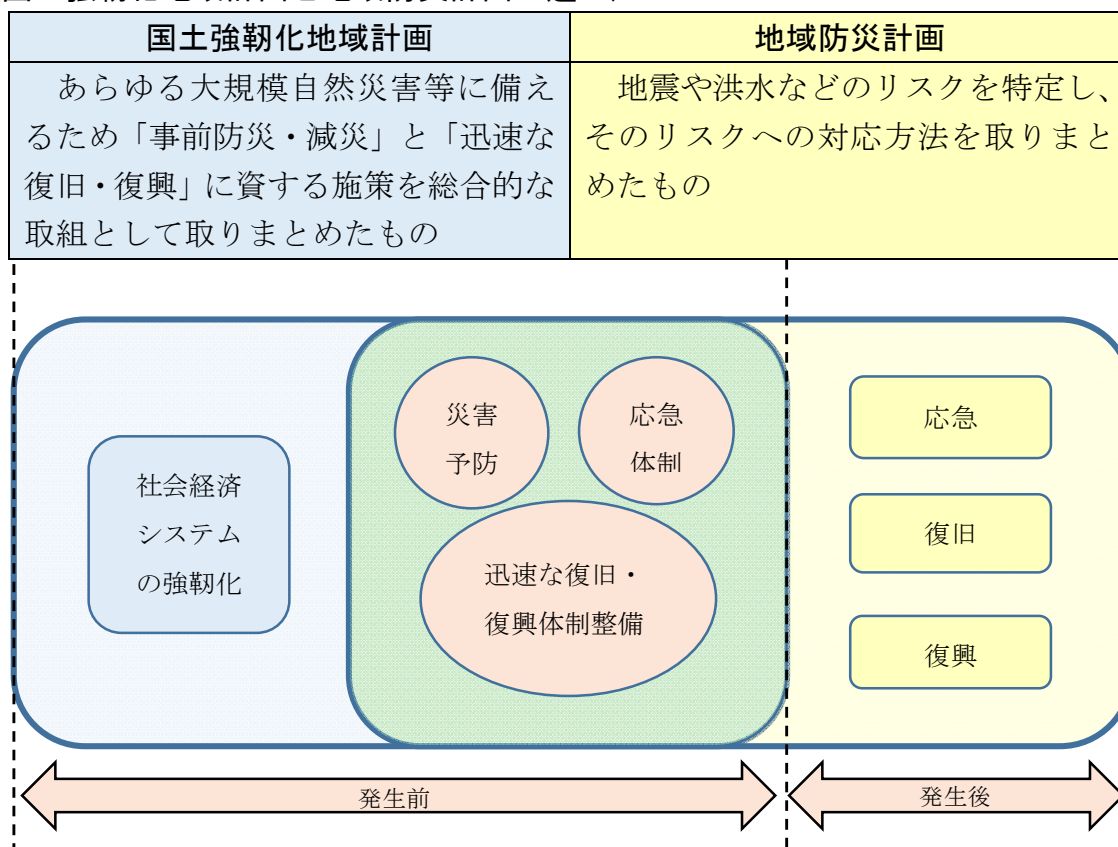 国土強靭化地域計画
地域防災計画
あらゆる大規模自然災害等に備え
るため「事前防災・減災」と「迅速な
復旧・復興」に資する施策を総合的な
取組として取りまとめたもの
地震や洪水などのリスクを特定し、
そのリスクへの対応方法を取りまと
めたもの
社会経済
システム
の強靭化
災害
予防
応急
体制
迅速な復旧・
復興体制整備
応急
復旧
復興
発生前
発生後